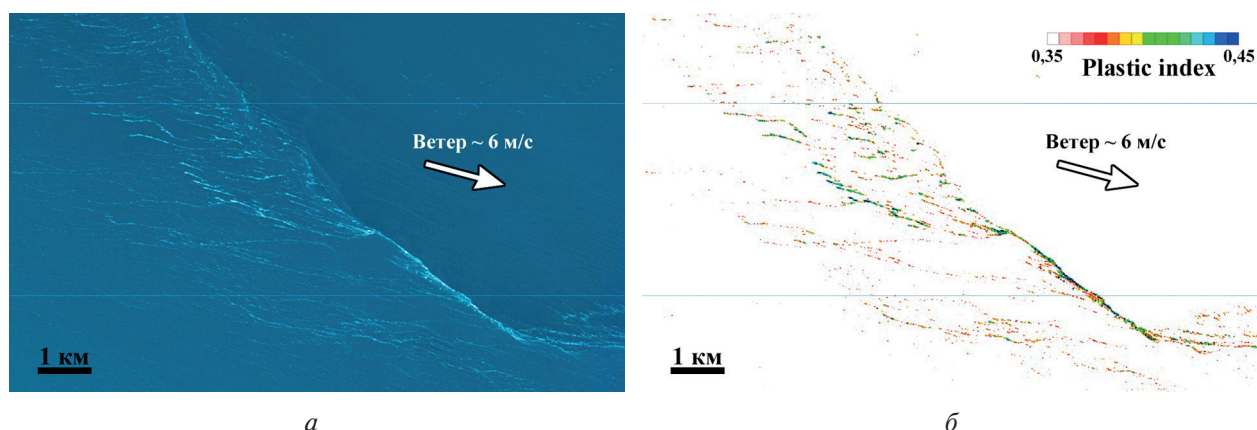 Ветер ~ 6 м/с
1 км
а
0,35 0,45
Plastic index
Ветер ~ 6 м/с
1 км
б